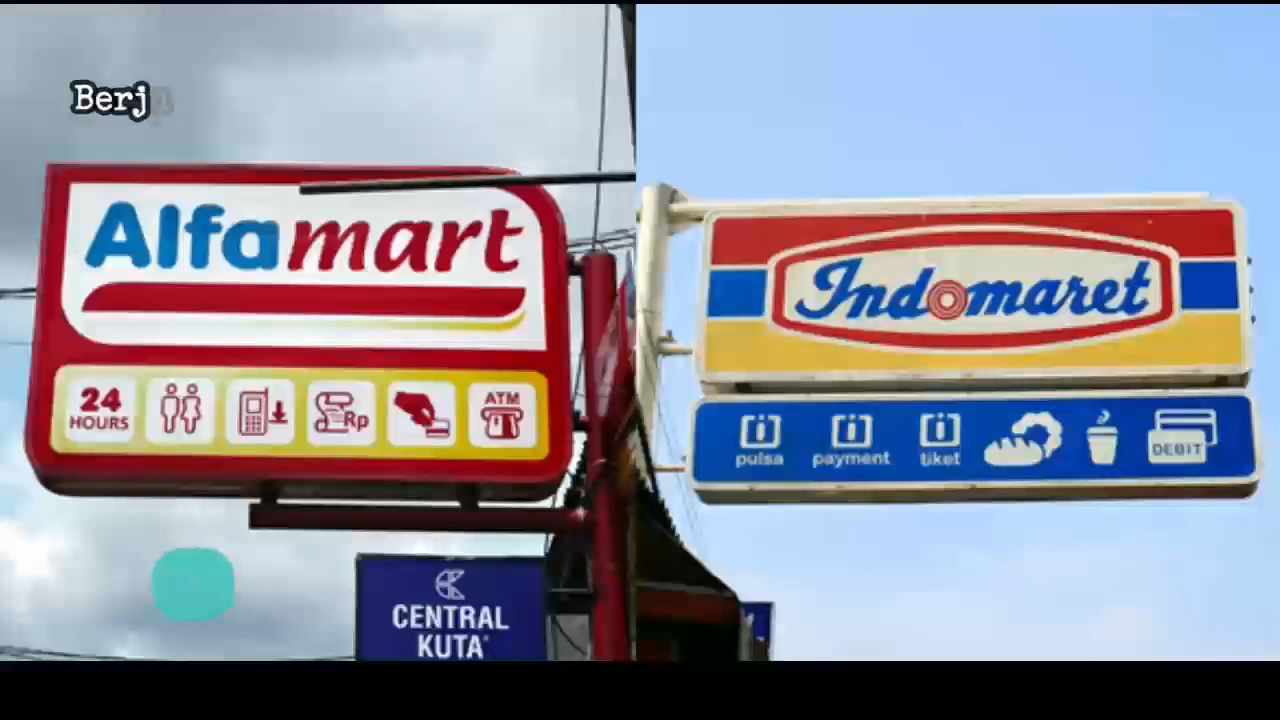 Berj
Alfamart
24
HOURS
Rp
ATM
CENTRAL
KUTA
Indomaret
pulsa
payment
tiket
DEBIT